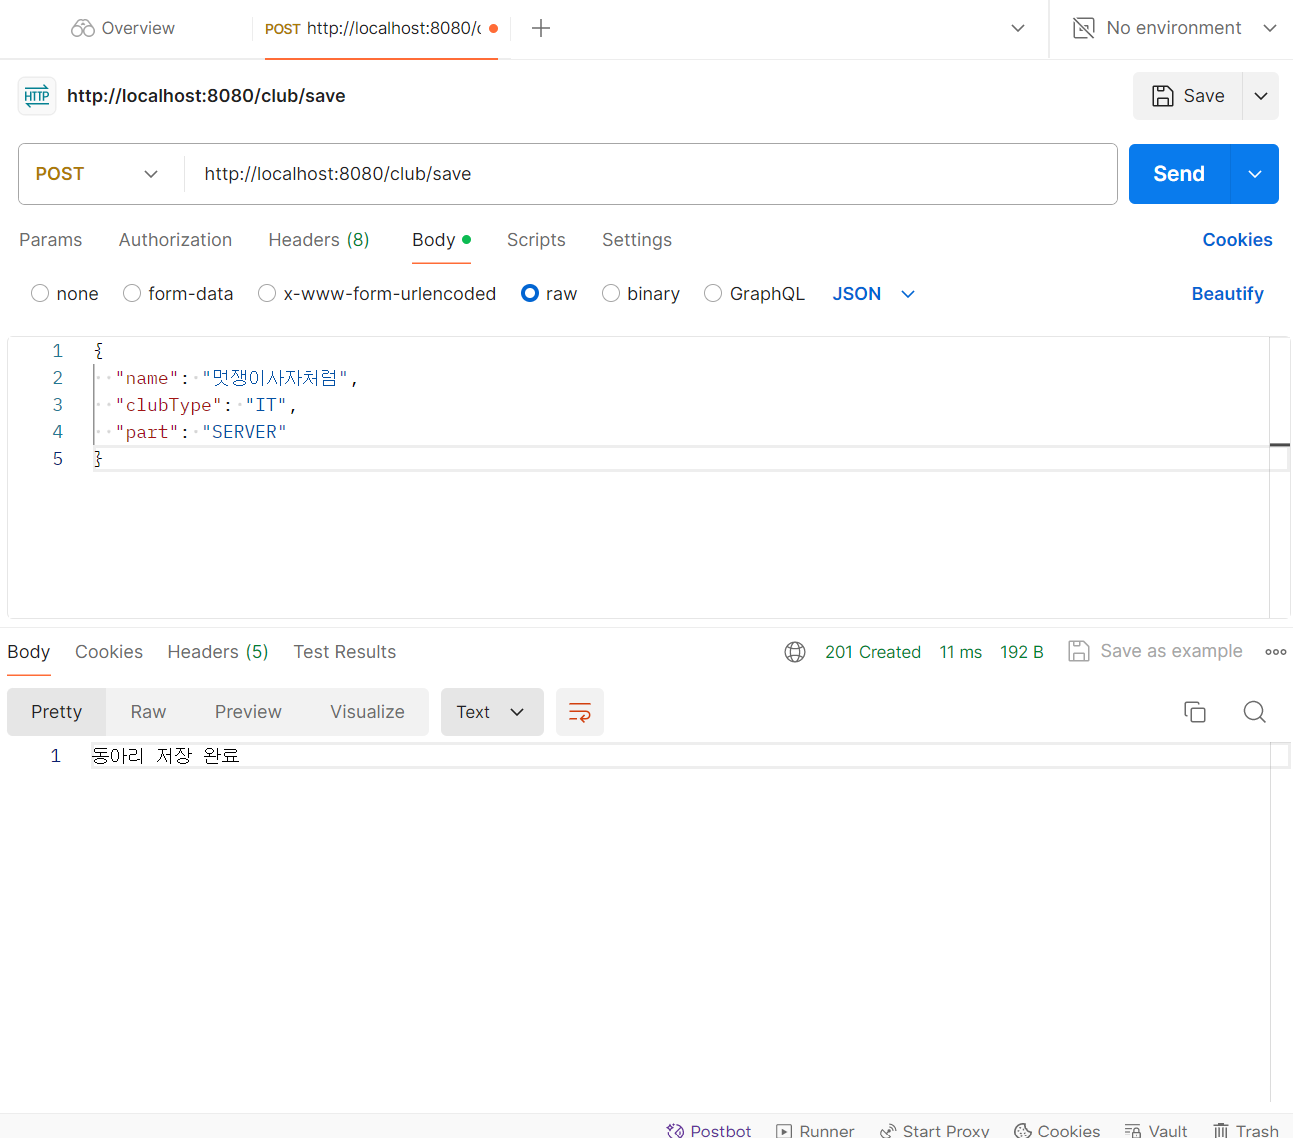 Overview
POST http://localhost:8080/c
No environment
HTTP http://localhost:8080/club/save
Save
POST http://localhost:8080/club/save
Send
Params Authorization Headers (8) Body Scripts Settings Cookies
none form-data x-www-form-urlencoded raw binary GraphQL JSON Beautify
1 {
2 "name": "멋쟁이사자처럼",
3 "clubType": "IT",
4 "part": "SERVER"
5 }
Body Cookies Headers (5) Test Results 201 Created 11 ms 192 B Save as example
Pretty Raw Preview Visualize Text
1 동아리 저장 완료
Postbot Runner Start Proxy Cookies Vault Trash